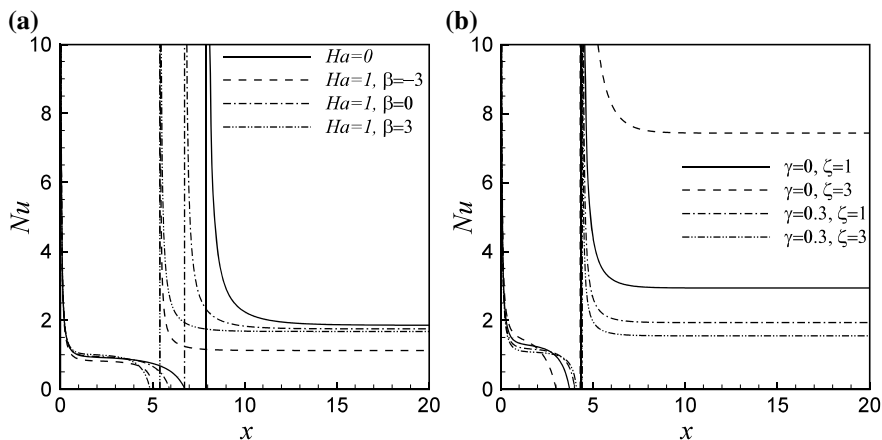 (a)
10
8
6
4
2
0
Nu
0 5 10 15 20
x
Ha=0
Ha=1, β=−3
Ha=1, β=0
Ha=1, β=3
(b)
10
8
6
4
2
0
Nu
0 5 10 15 20
x
γ=0, ζ=1
γ=0, ζ=3
γ=0.3, ζ=1
γ=0.3, ζ=3